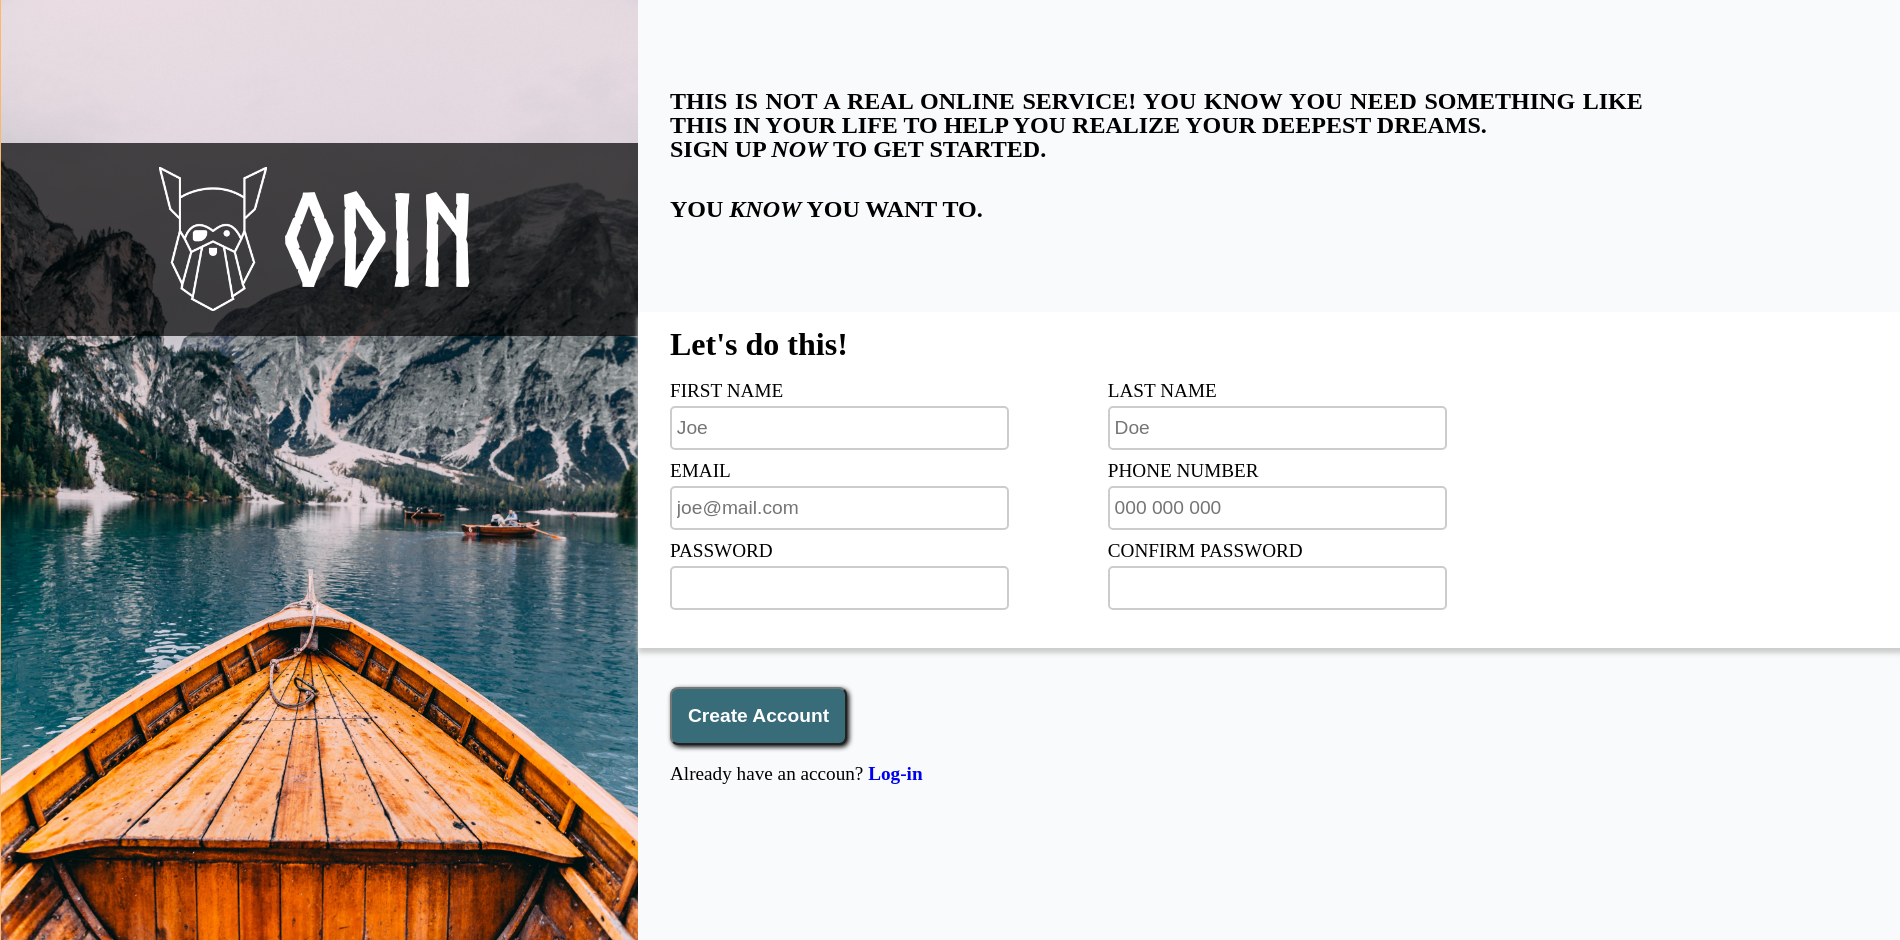 ODIN
THIS IS NOT A REAL ONLINE SERVICE! YOU KNOW YOU NEED SOMETHING LIKE
THIS IN YOUR LIFE TO HELP YOU REALIZE YOUR DEEPEST DREAMS.
SIGN UP NOW TO GET STARTED.
YOU KNOW YOU WANT TO.
Let's do this!
FIRST NAME
LAST NAME
Joe
Doe
EMAIL
PHONE NUMBER
joe@mail.com
000 000 000
PASSWORD
CONFIRM PASSWORD
Create Account
Already have an accoun? Log-in